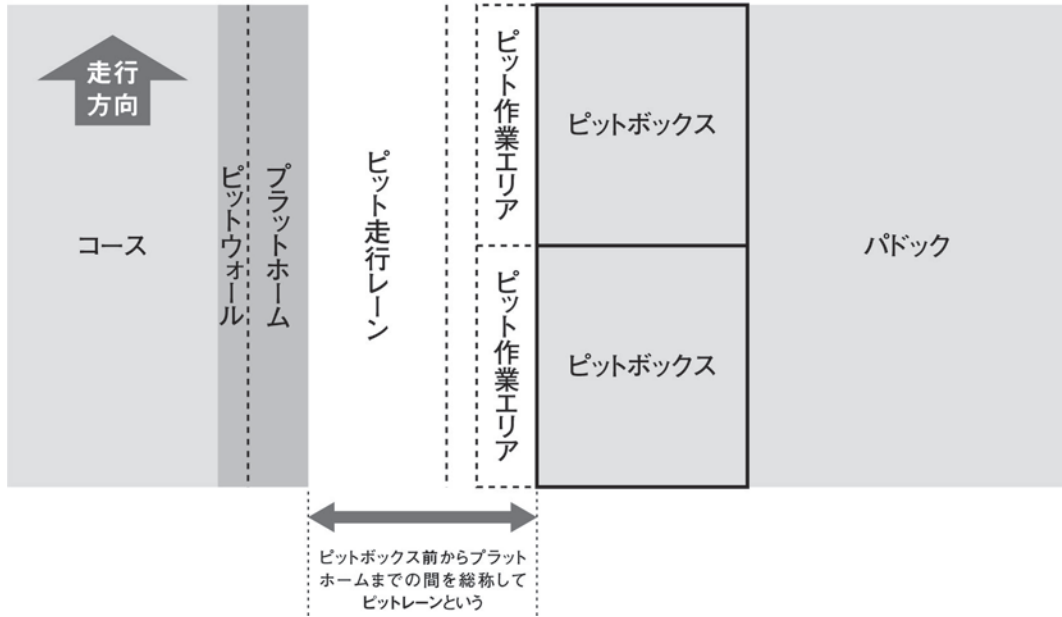 走行
方向
コース
ピットウォール
プラットホーム
ピット走行レーン
ピット作業エリア
ピット作業エリア
ピットボックス
ピットボックス
パドック
ピットボックス前からプラット
ホームまでの間を総称して
ピットレーンという